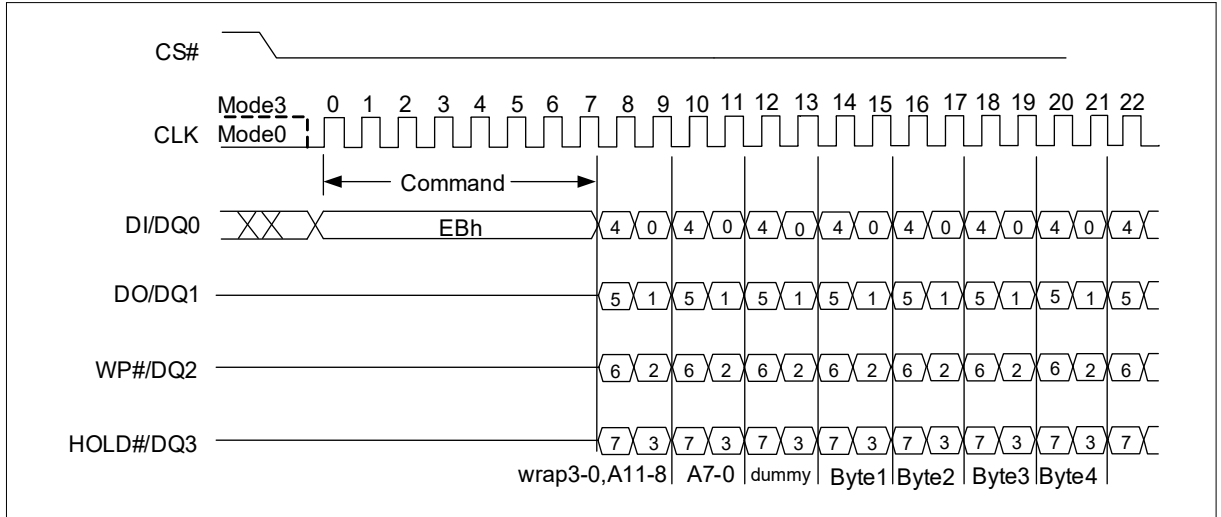 CS#
Mode3 0 1 2 3 4 5 6 7 8 9 10 11 12 13 14 15 16 17 18 19 20 21 22
CLK Mode0
Command
DI/DQ0 EBh 4 0 4 0 4 0 4 0 4 0 4 0 4 0 4
DO/DQ1 5 1 5 1 5 1 5 1 5 1 5 1 5 1 5
WP#/DQ2 6 2 6 2 6 2 6 2 6 2 6 2 6 2 6
HOLD#/DQ3 7 3 7 3 7 3 7 3 7 3 7 3 7 3 7
wrap3-0,A11-8 A7-0 dummy Byte1 Byte2 Byte3 Byte4